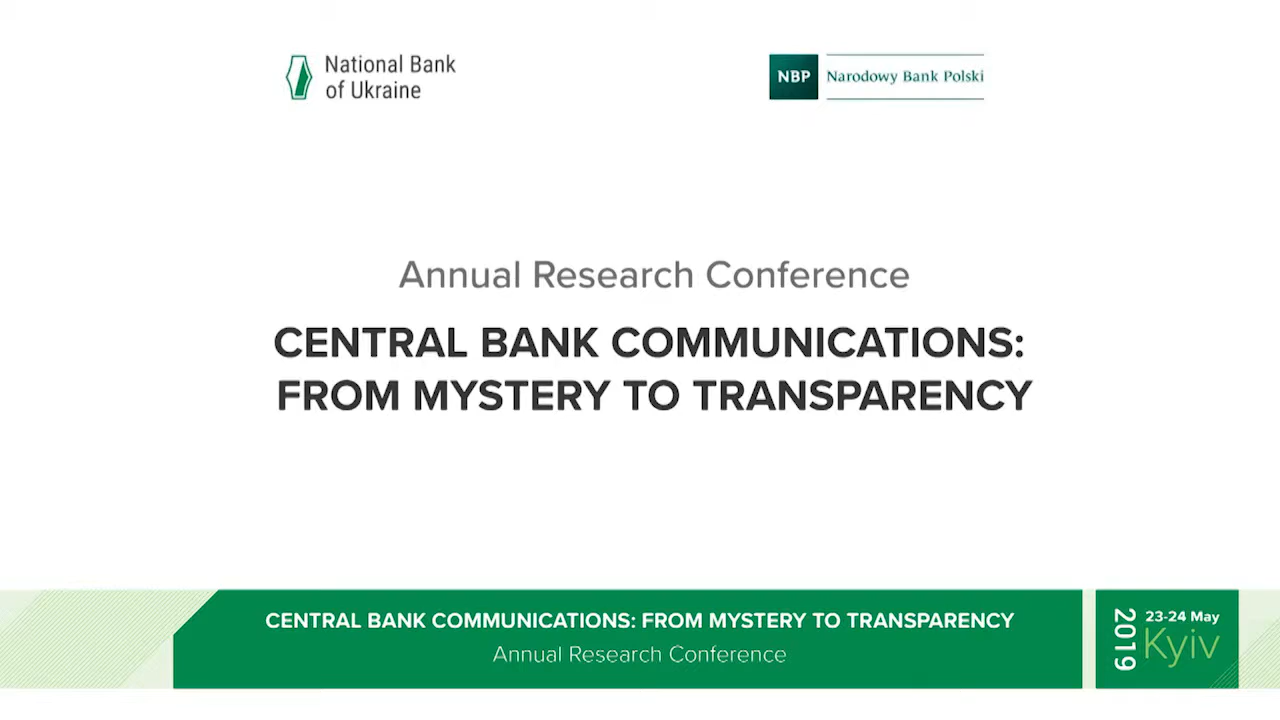 National Bank
of Ukraine
NBP Narodowy Bank Polski
Annual Research Conference
CENTRAL BANK COMMUNICATIONS:
FROM MYSTERY TO TRANSPARENCY
CENTRAL BANK COMMUNICATIONS: FROM MYSTERY TO TRANSPARENCY
Annual Research Conference
2019
23-24 May
Kyiv